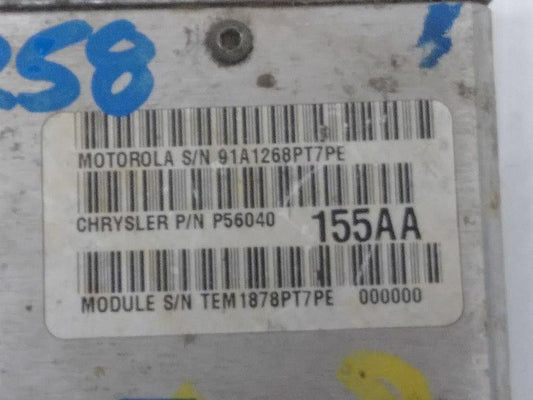 258
MOTOROLA S/N 91A1268PT7PE
CHRYSLER P/N P56040 155AA
MODULE S/N TEM1878PT7PE 000000